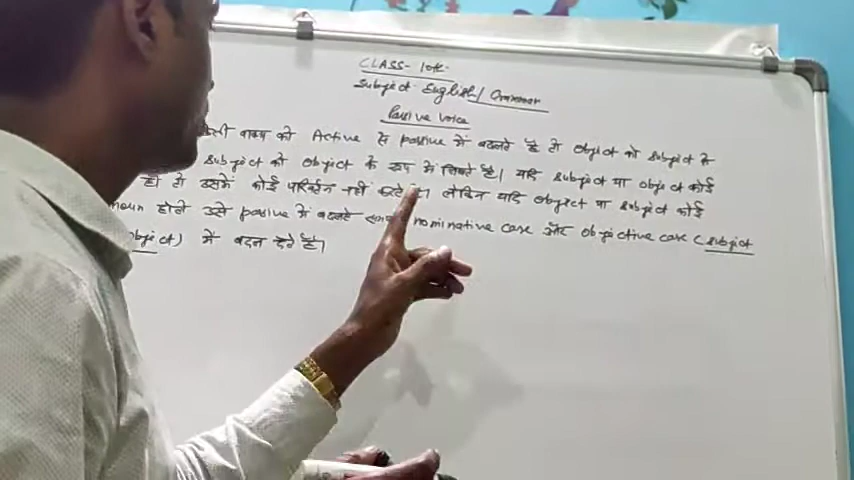 CLASS- 10th
Subject- English/Grammar
Passive Voice
किसी वाक्य को Active से passive में बदलते है तो object को subject में
subject को object के रूप में लिखते है। यदि subject या object कोई
हो तो उसमें कोई परिवर्तन नहीं करते है। लेकिन यदि object या subject कोई
noun होतो उसे passive में बदलते समय nominative case और objective case (subject
object) में बदल देते है।